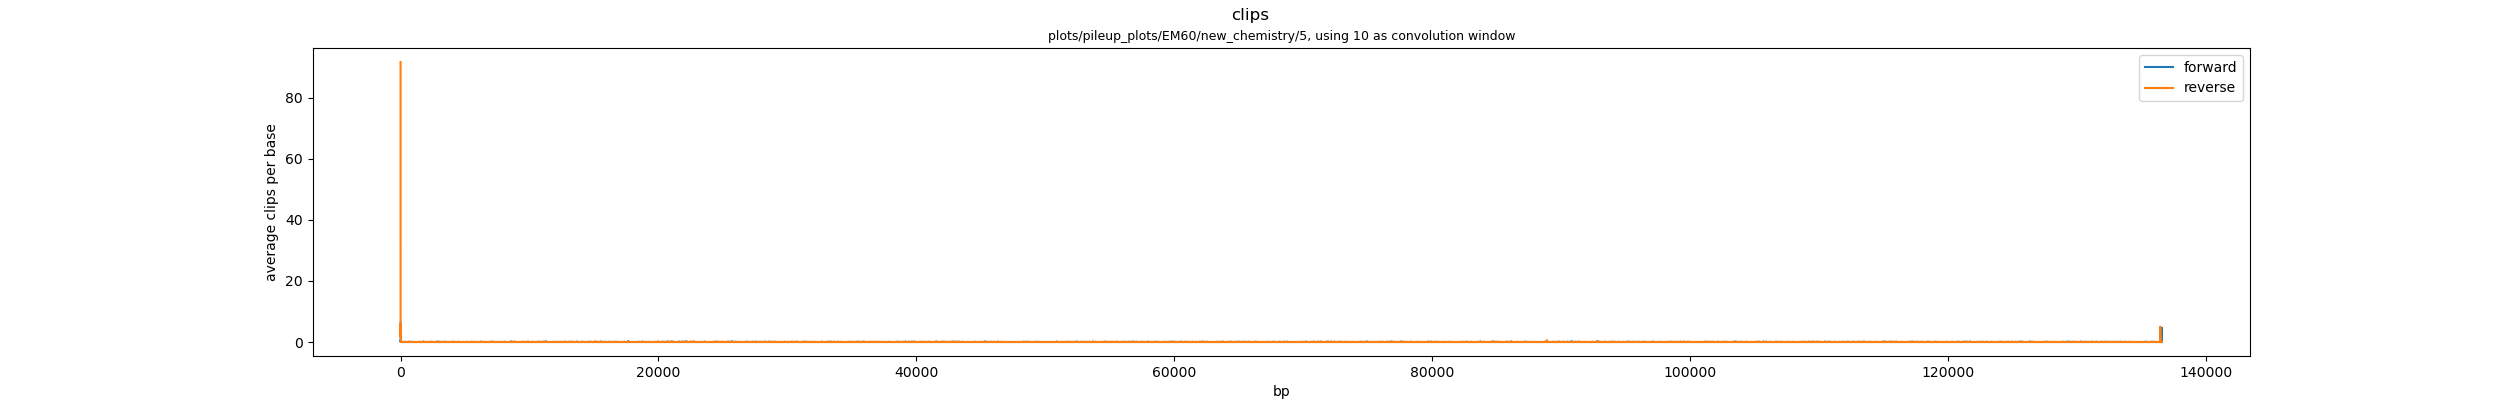 clips
plots/pileup_plots/EM60/new_chemistry/5, using 10 as convolution window
forward
reverse
average clips per base
80
60
40
20
0
0 20000 40000 60000 80000 100000 120000 140000
bp